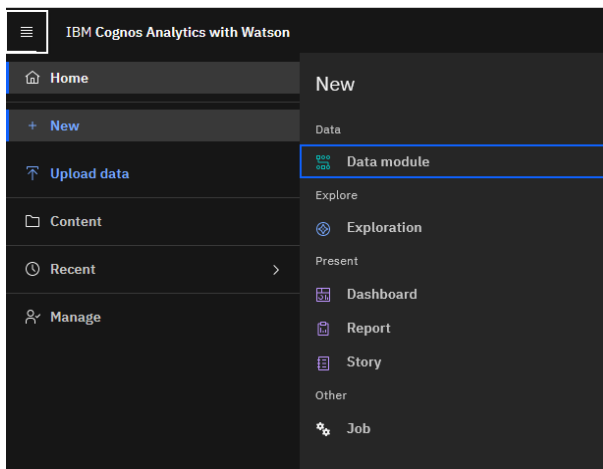 IBM Cognos Analytics with Watson
Home
+ New
Upload data
Content
Recent
Manage
New
Data
Data module
Explore
Exploration
Present
Dashboard
Report
Story
Other
Job